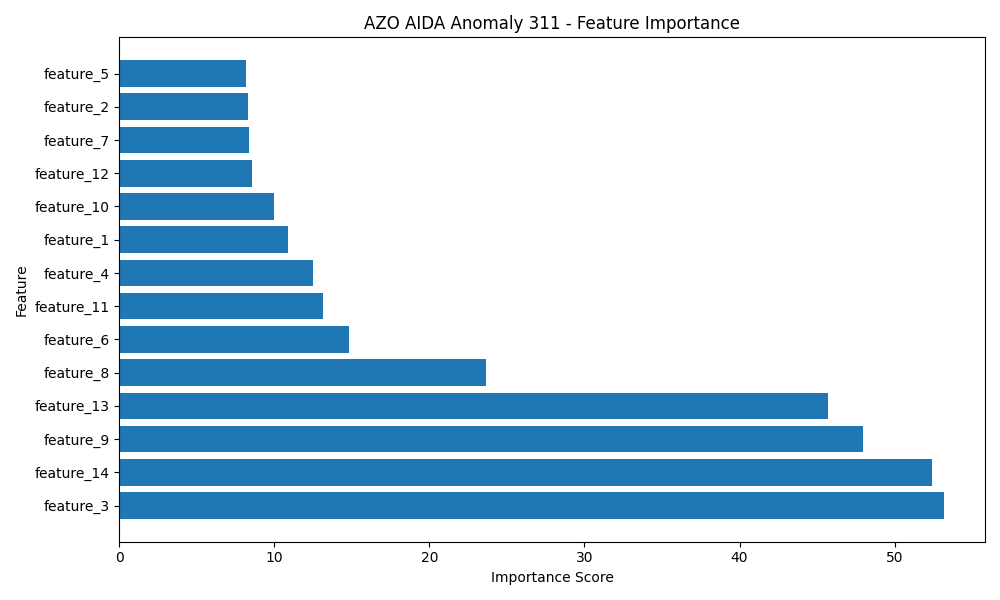 AZO AIDA Anomaly 311 - Feature Importance
feature_5
feature_2
feature_7
feature_12
feature_10
feature_1
feature_4
feature_11
feature_6
feature_8
feature_13
feature_9
feature_14
feature_3
Feature
0 10 20 30 40 50
Importance Score